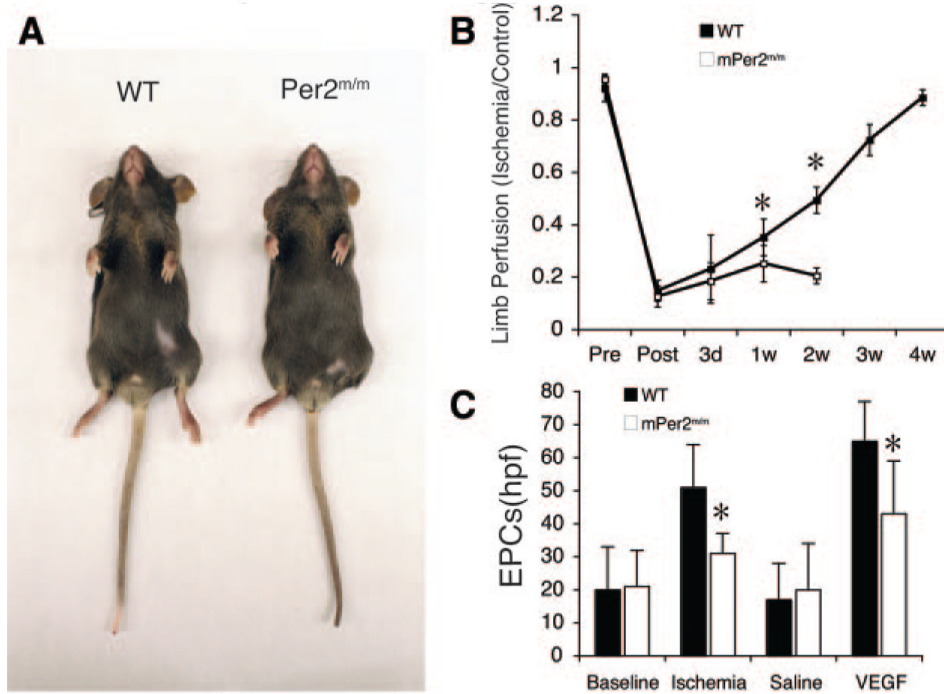 A
WT
Per2m/m
B
Limb Perfusion (Ischemia/Control)
1.2
1
0.8
0.6
0.4
0.2
0
WT
mPer2m/m
*
*
Pre Post 3d 1w 2w 3w 4w
C
EPCs(hpf)
80
70
60
50
40
30
20
10
0
WT
mPer2m/m
*
*
Baseline Ischemia Saline VEGF